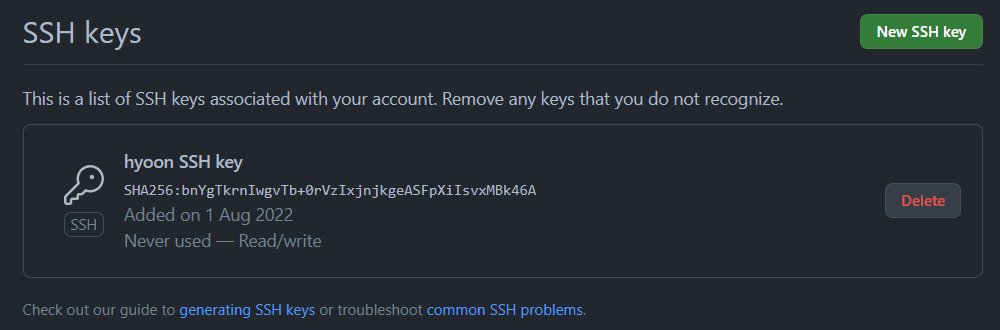 SSH keys
New SSH key
This is a list of SSH keys associated with your account. Remove any keys that you do not recognize.
hyoon SSH key
SHA256:bnYgTkrnIwgvTb+0rVzIxjnjkgeASFpXiIsvxMBk46A
Added on 1 Aug 2022
Never used — Read/write
SSH
Delete
Check out our guide to generating SSH keys or troubleshoot common SSH problems.